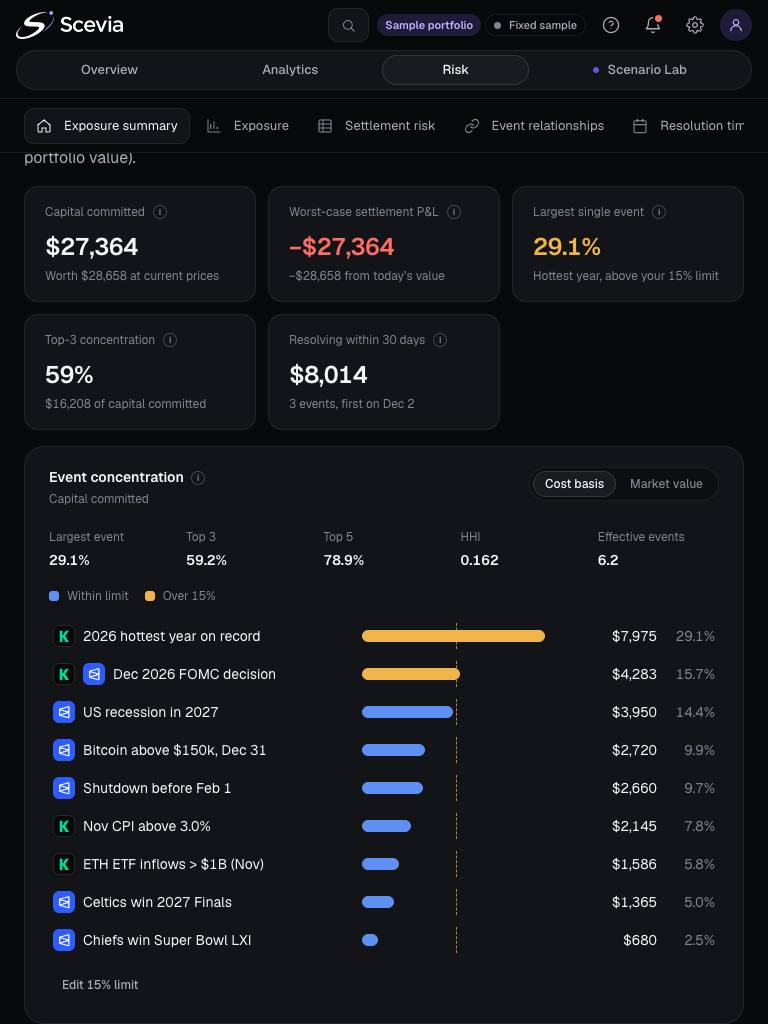 Scevia
Sample portfolio
Fixed sample
Overview
Analytics
Risk
Scenario Lab
Exposure summary
Exposure
Settlement risk
Event relationships
Resolution tim
portfolio value).
Capital committed
$27,364
Worth $28,658 at current prices
Worst-case settlement P&L
−$27,364
−$28,658 from today's value
Largest single event
29.1%
Hottest year, above your 15% limit
Top-3 concentration
59%
$16,208 of capital committed
Resolving within 30 days
$8,014
3 events, first on Dec 2
Event concentration
Capital committed
Cost basis
Market value
Largest event
29.1%
Top 3
59.2%
Top 5
78.9%
HHI
0.162
Effective events
6.2
Within limit
Over 15%
K 2026 hottest year on record $7,975 29.1%
K Dec 2026 FOMC decision $4,283 15.7%
US recession in 2027 $3,950 14.4%
Bitcoin above $150k, Dec 31 $2,720 9.9%
Shutdown before Feb 1 $2,660 9.7%
K Nov CPI above 3.0% $2,145 7.8%
K ETH ETF inflows > $1B (Nov) $1,586 5.8%
Celtics win 2027 Finals $1,365 5.0%
Chiefs win Super Bowl LXI $680 2.5%
Edit 15% limit